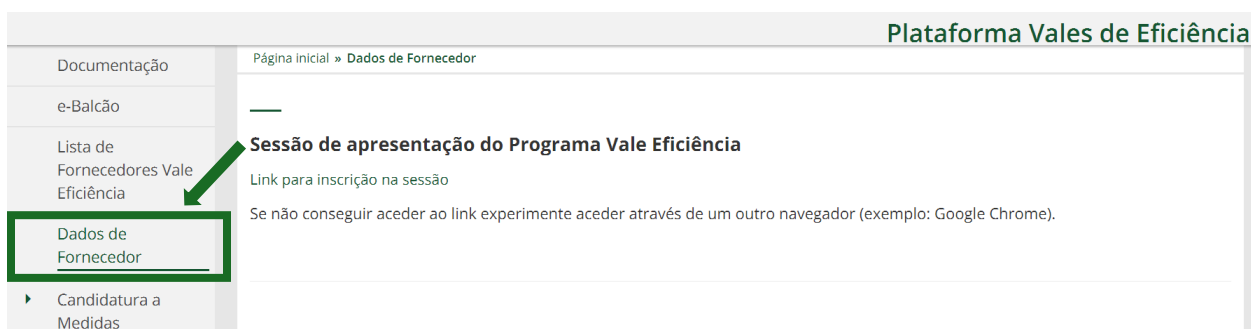 Plataforma Vales de Eficiência
Documentação
e-Balcão
Lista de
Fornecedores Vale
Eficiência
Dados de
Fornecedor
Candidatura a
Medidas
Página inicial » Dados de Fornecedor
Sessão de apresentação do Programa Vale Eficiência
Link para inscrição na sessão
Se não conseguir aceder ao link experimente aceder através de um outro navegador (exemplo: Google Chrome).